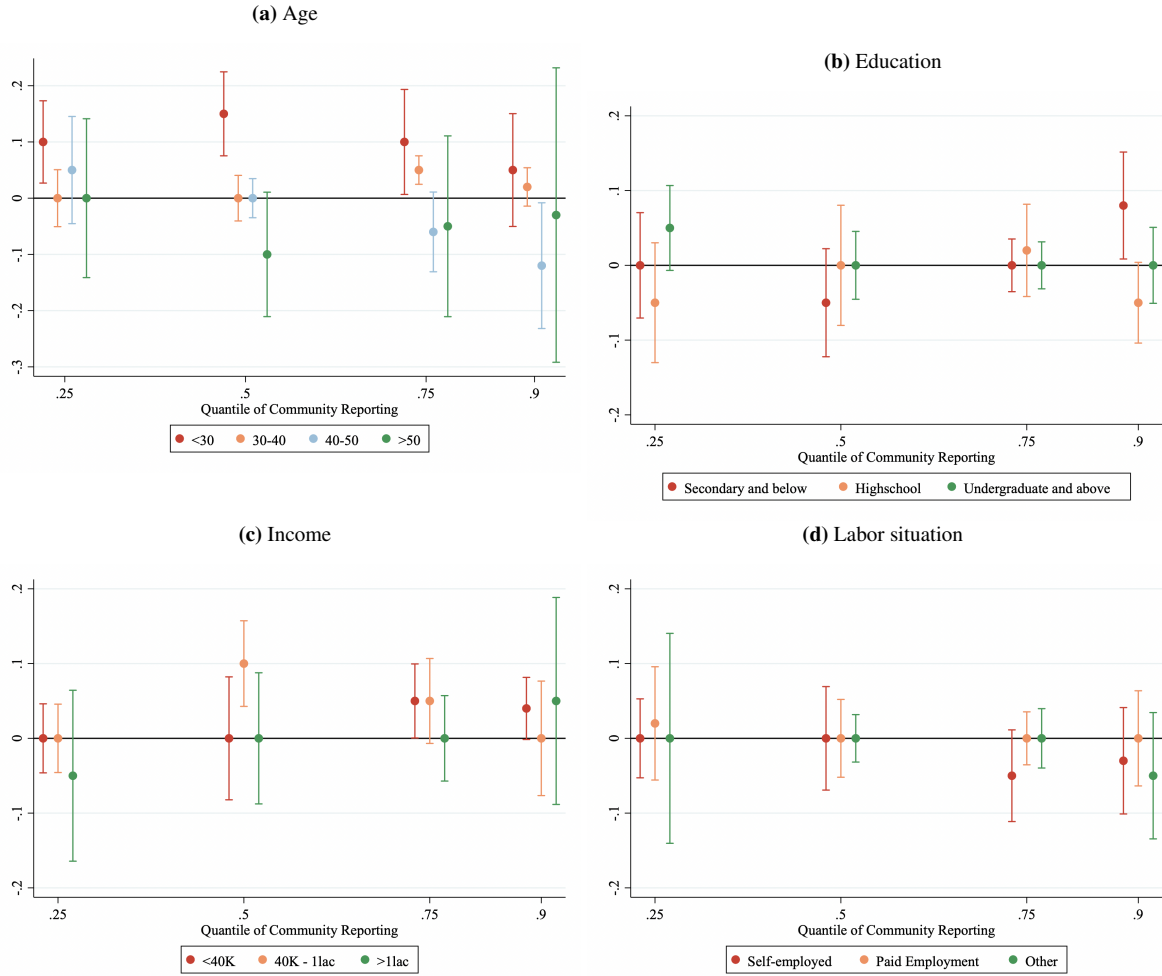 (a) Age
.2
.1
0
-.1
-.2
-.3
.25 .5 .75 .9
Quantile of Community Reporting
<30 30-40 40-50 >50
(b) Education
.2
.1
0
-.1
-.2
.25 .5 .75 .9
Quantile of Community Reporting
Secondary and below Highschool Undergraduate and above
(c) Income
.2
.1
0
-.1
-.2
.25 .5 .75 .9
Quantile of Community Reporting
<40K 40K - 1lac >1lac
(d) Labor situation
.2
.1
0
-.1
-.2
.25 .5 .75 .9
Quantile of Community Reporting
Self-employed Paid Employment Other